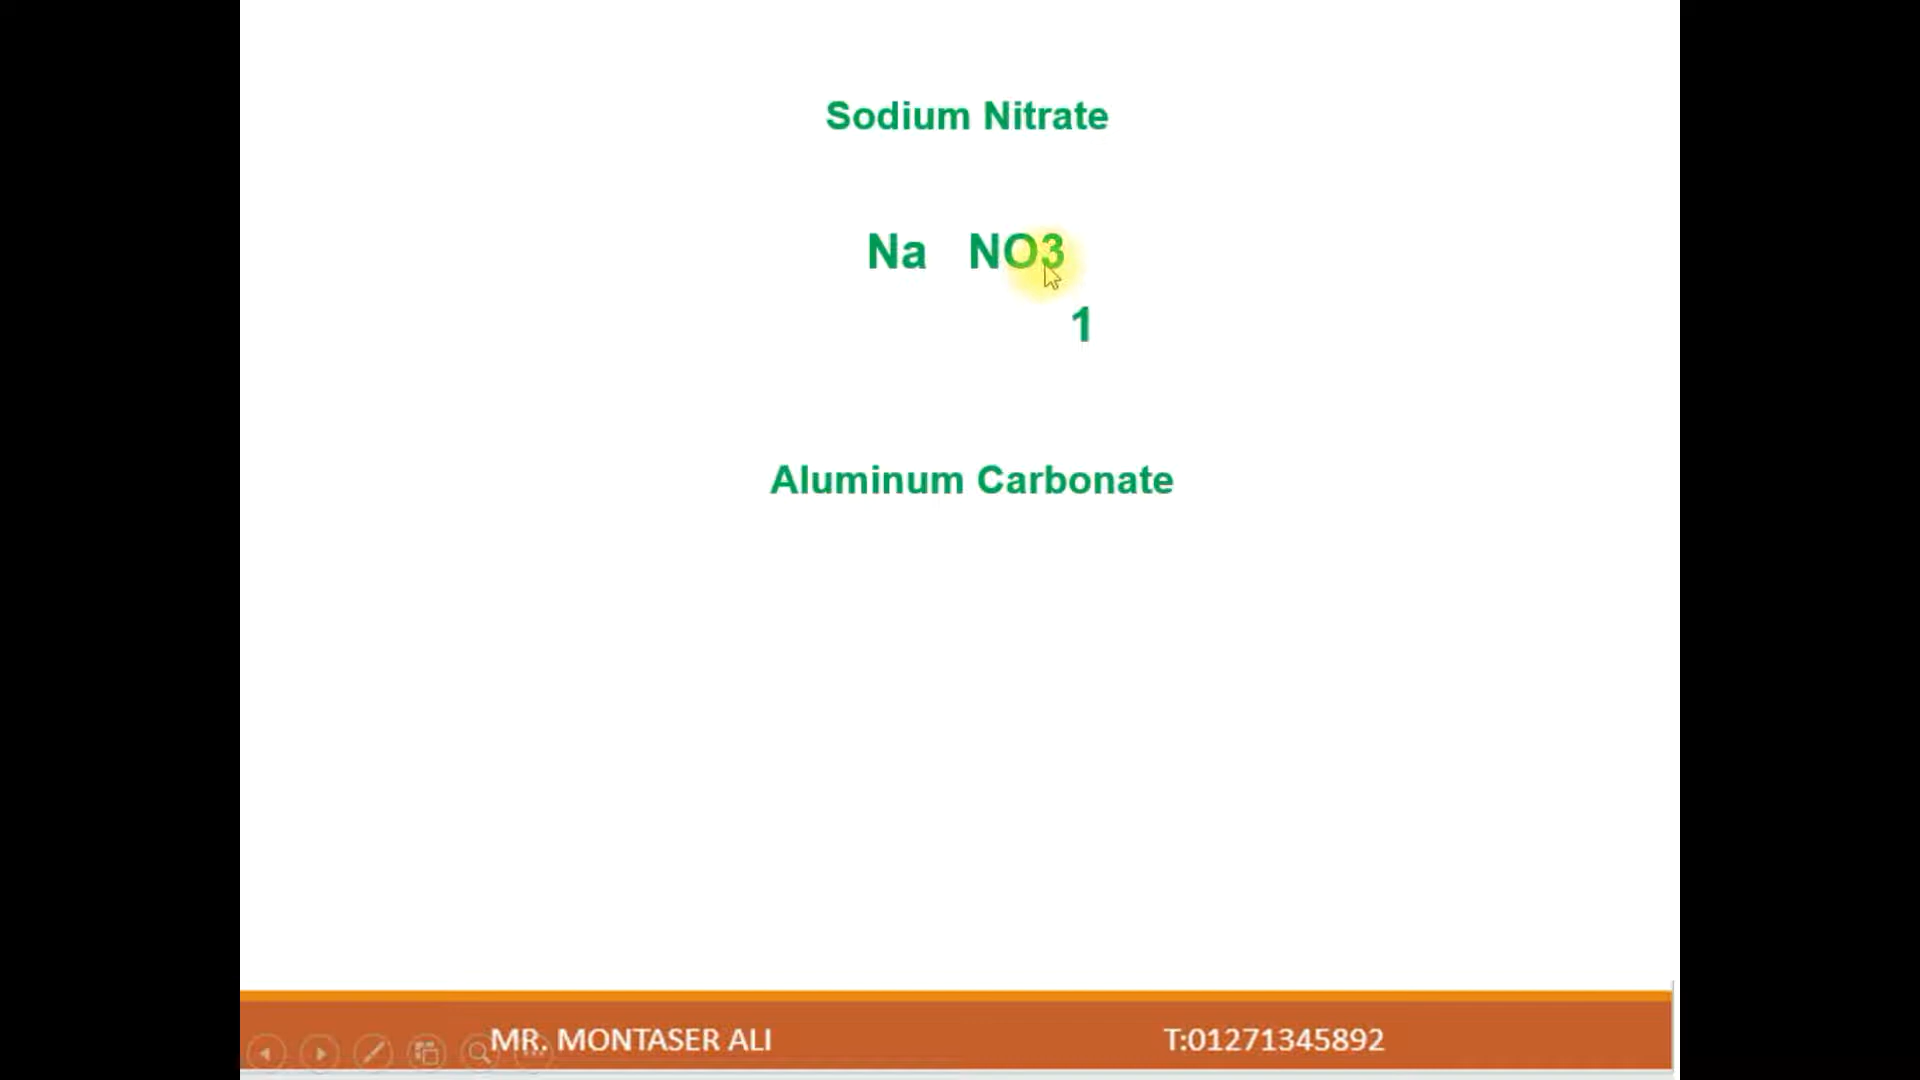 Sodium Nitrate
Na NO3
1
Aluminum Carbonate
MR. MONTASER ALI T:01271345892